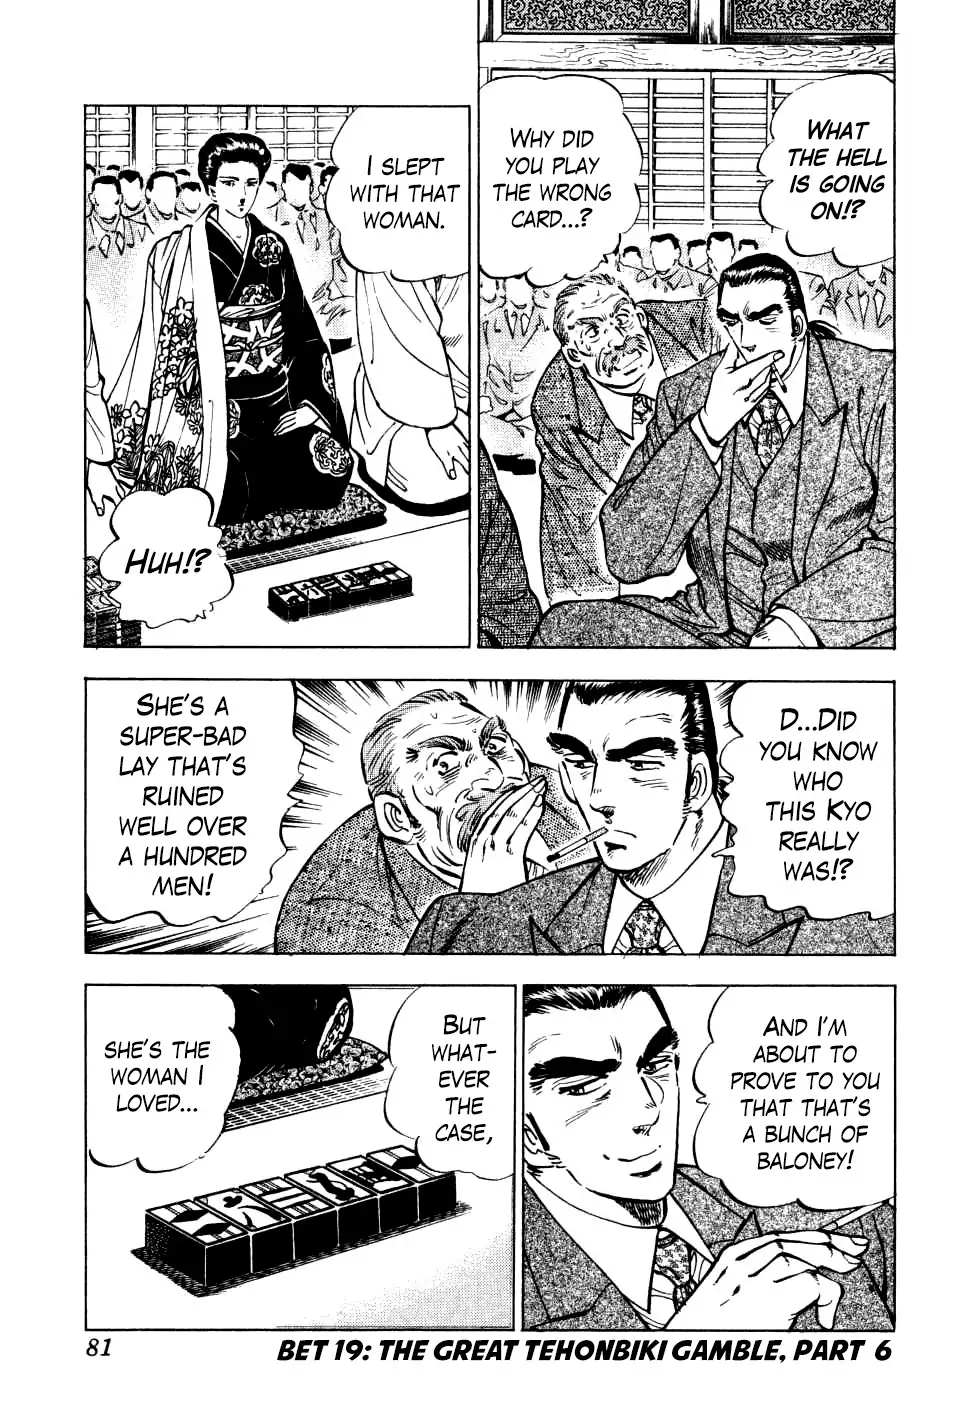 WHAT
THE HELL
IS GOING
ON!?
WHY DID
YOU PLAY
THE WRONG
CARD...?
I SLEPT
WITH THAT
WOMAN.
HUH!?
D...DID
YOU KNOW
WHO
THIS KYO
REALLY
WAS!?
SHE'S A
SUPER-BAD
LAY THAT'S
RUINED
WELL OVER
A HUNDRED
MEN!
AND I'M
ABOUT TO
PROVE TO YOU
THAT THAT'S
A BUNCH OF
BALONEY!
BUT
WHAT-
EVER
THE
CASE,
SHE'S THE
WOMAN I
LOVED...
81
BET 19: THE GREAT TEHONBIKI GAMBLE, PART 6